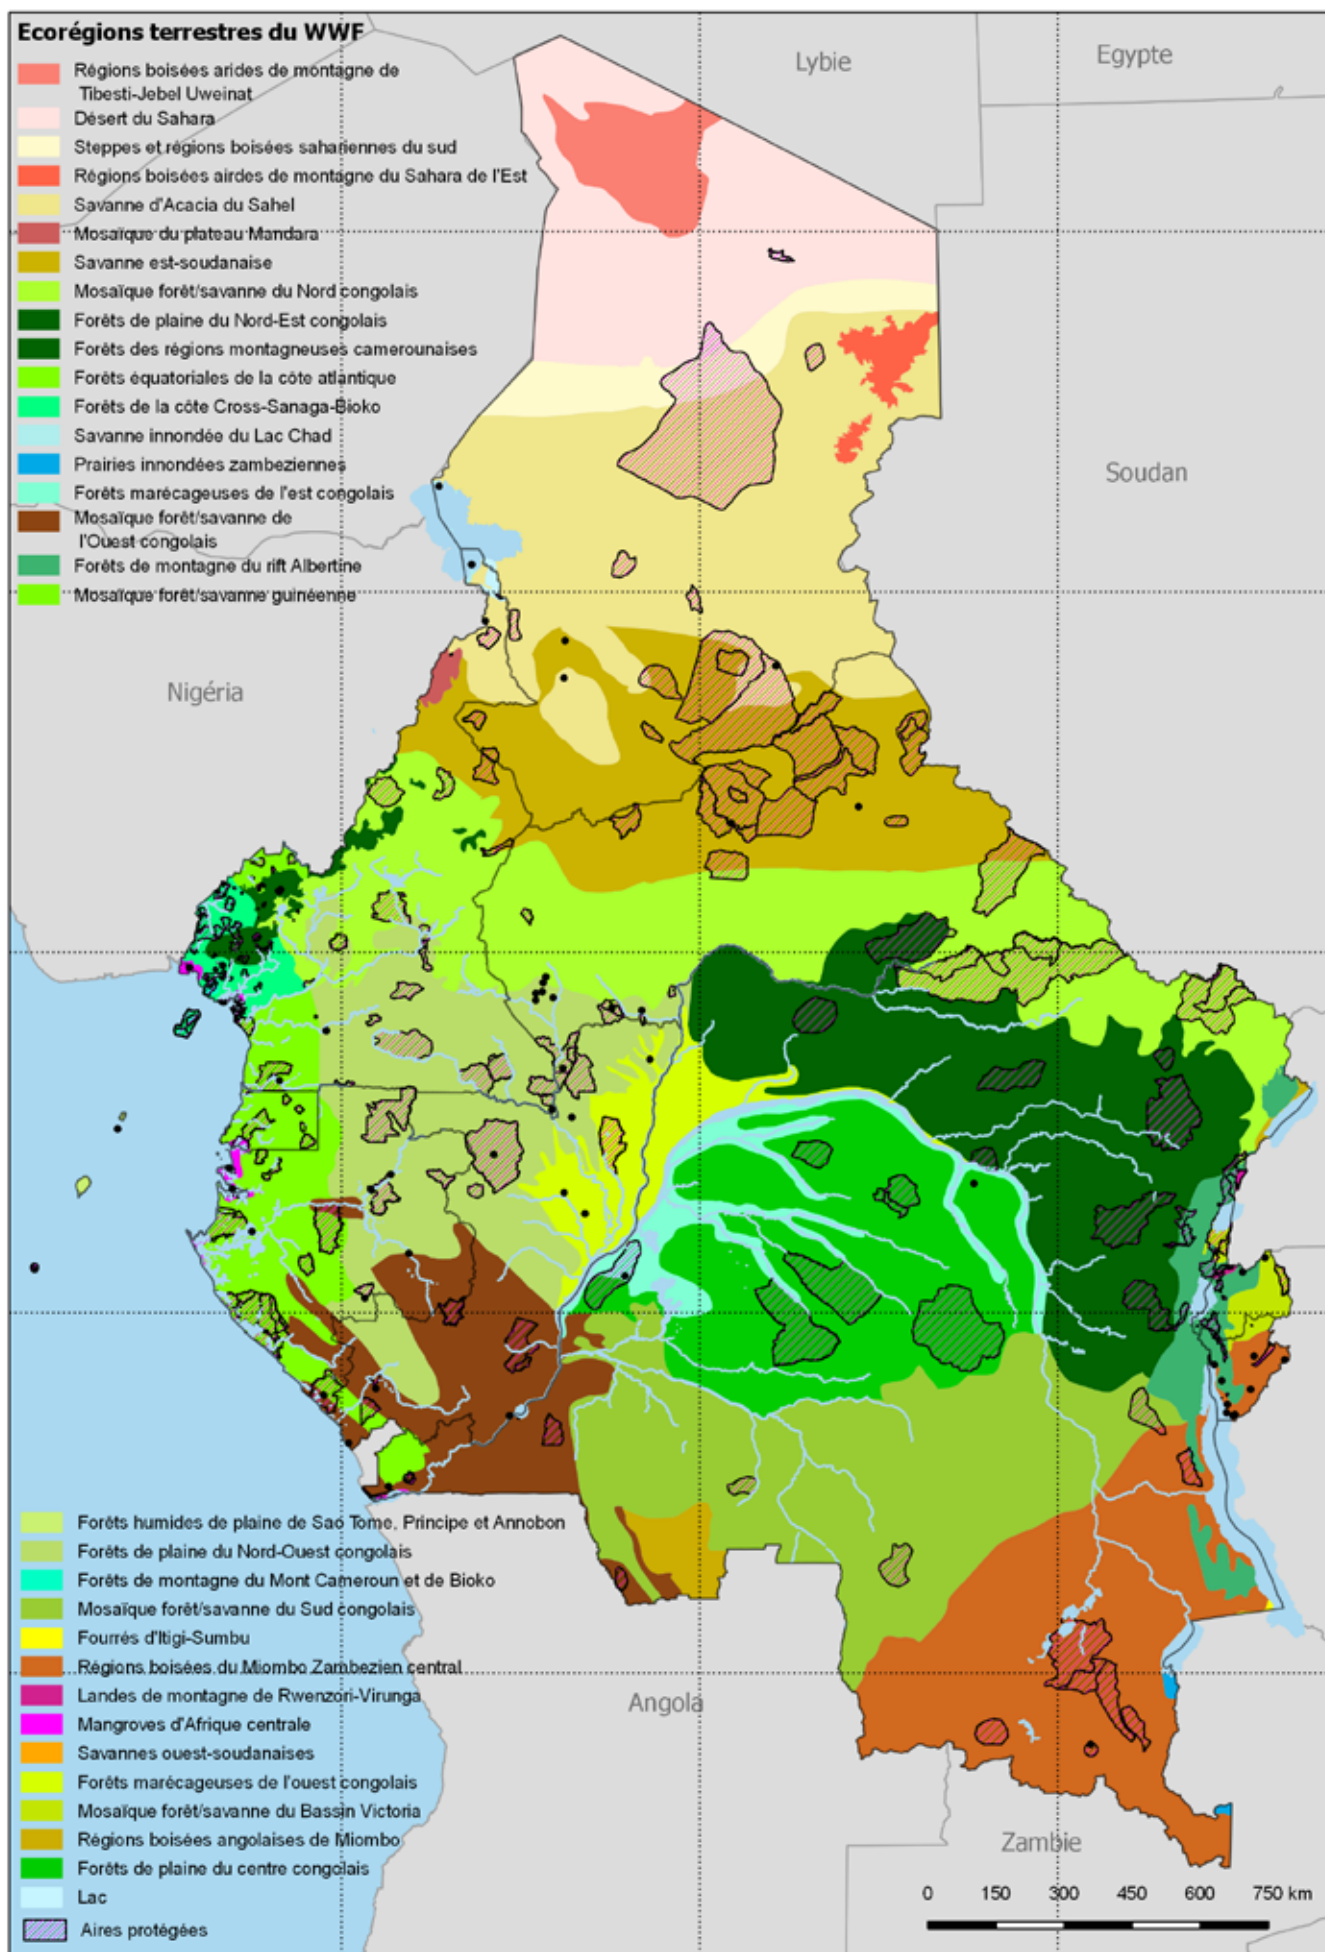 Ecorégions terrestres du WWF
Régions boisées arides de montagne de
Tibesti-Jebel Uweinat
Désert du Sahara
Steppes et régions boisées sahariennes du sud
Régions boisées airdes de montagne du Sahara de l'Est
Savanne d'Acacia du Sahel
Mosaïque du plateau Mandara
Savanne est-soudanaise
Mosaïque forêt/savanne du Nord congolais
Forêts de plaine du Nord-Est congolais
Forêts des régions montagneuses camerounaises
Forêts équatoriales de la côte atlantique
Forêts de la côte Cross-Sanaga-Bioko
Savanne innondée du Lac Chad
Prairies innondées zambeziennes
Forêts marécageuses de l'est congolais
Mosaïque forêt/savanne de
l'Ouest congolais
Forêts de montagne du rift Albertine
Mosaïque forêt/savanne guinéenne
Lybie
Egypte
Soudan
Nigéria
Forêts humides de plaine de Sao Tome, Principe et Annobon
Forêts de plaine du Nord-Ouest congolais
Forêts de montagne du Mont Cameroun et de Bioko
Mosaïque forêt/savanne du Sud congolais
Fourrés d'Itigi-Sumbu
Régions boisées du Miombo Zambezien central
Landes de montagne de Rwenzori-Virunga
Mangroves d'Afrique centrale
Savannes ouest-soudanaises
Forêts marécageuses de l'ouest congolais
Mosaïque forêt/savanne du Bassin Victoria
Régions boisées angolaises de Miombo
Forêts de plaine du centre congolais
Lac
Aires protégées
Angola
Zambie
0 150 300 450 600 750 km